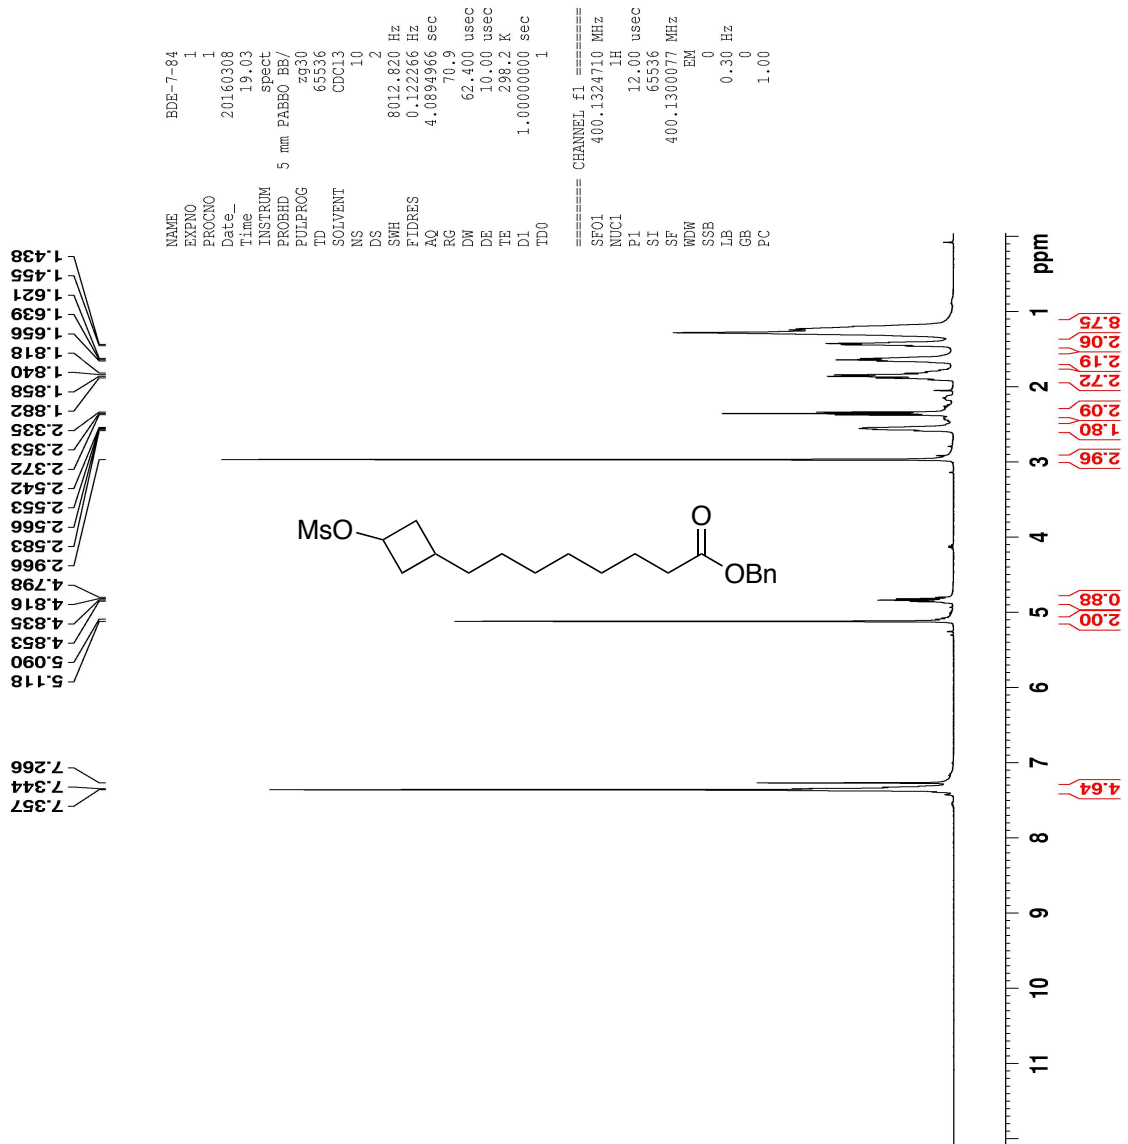 NAME BDE-7-84
EXPNO 1
PROCNO 1
Date_ 20160308
Time 19.03
INSTRUM spect
PROBHD 5 mm PABBO BB/
PULPROG zg30
TD 65536
SOLVENT CDCl3
NS 10
DS 2
SWH 8012.820 Hz
FIDRES 0.122266 Hz
AQ 4.0894966 sec
RG 70.9
DW 62.400 usec
DE 10.00 usec
TE 298.2 K
D1 1.00000000 sec
TD0 1
======== CHANNEL f1 ========
SFO1 400.1324710 MHz
NUC1 1H
P1 12.00 usec
SI 65536
SF 400.1300077 MHz
WDW EM
SSB 0
LB 0.30 Hz
GB 0
PC 1.00
1.438
1.455
1.621
1.639
1.656
1.818
1.840
1.858
1.882
2.335
2.353
2.372
2.542
2.553
2.566
2.583
2.966
4.798
4.816
4.835
4.853
5.090
5.118
7.266
7.344
7.357
MsO
O
OBn
ppm
1
2
3
4
5
6
7
8
9
10
11
8.75
2.06
2.19
2.72
2.09
1.80
2.96
0.88
2.00
4.64